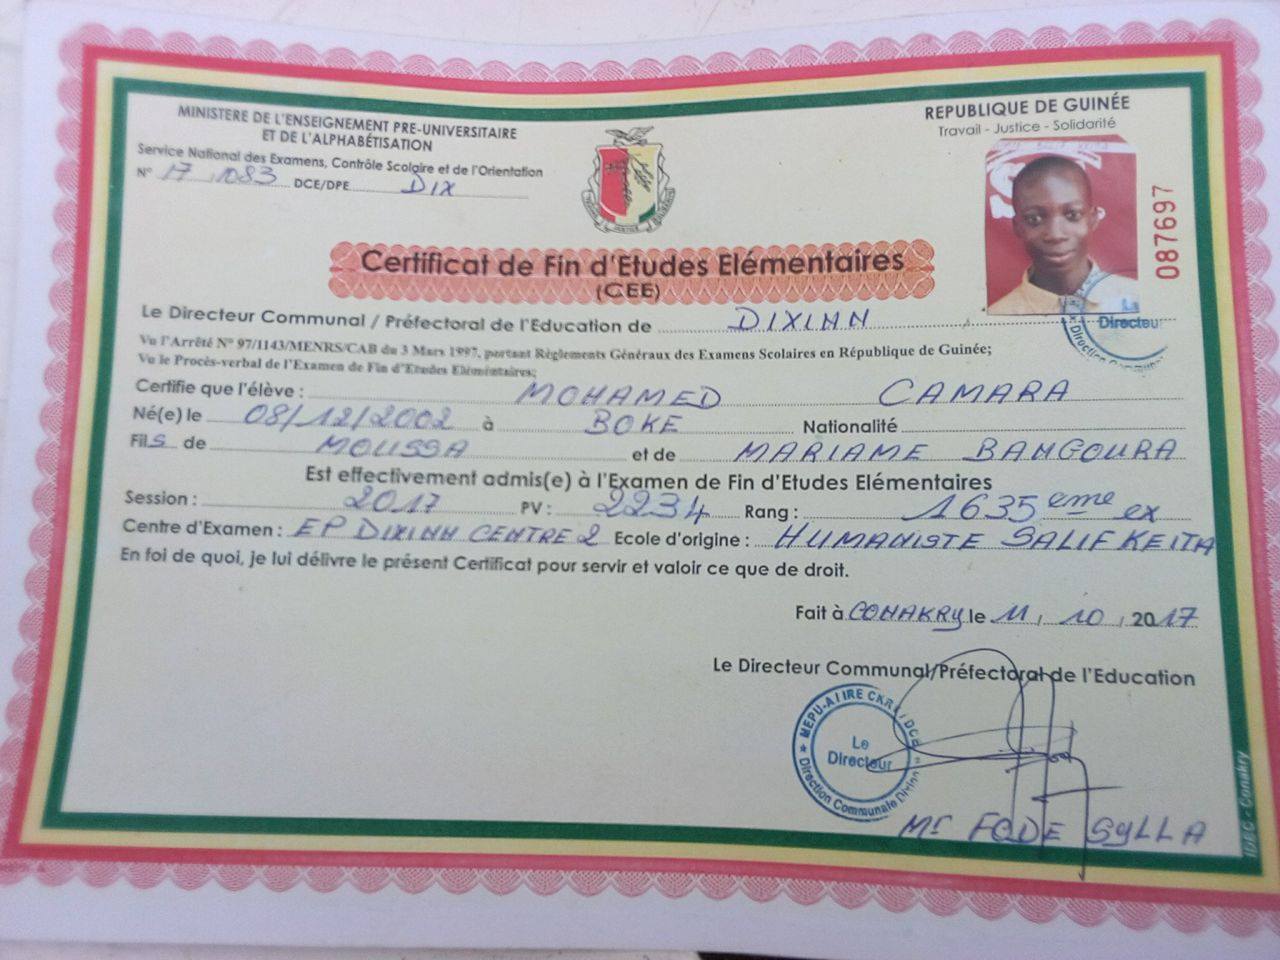 MINISTERE DE L'ENSEIGNEMENT PRE-UNIVERSITAIRE
ET DE L'ALPHABÉTISATION
Service National des Examens, Contrôle Scolaire et de l'Orientation
N° 17,1083 DCE/DPE DIX
REPUBLIQUE DE GUINÉE
Travail - Justice - Solidarité
087697
Certificat de Fin d'Etudes Elémentaires
(CEE)
Le Directeur Communal / Préfectoral de l'Education de DIXINN
Le
Directeur
Vu l'Arrêté N° 97/1143/MENRS/CAB du 3 Mars 1997, portant Règlements Généraux des Examens Scolaires en République de Guinée;
Vu le Procès-verbal de l'Examen de Fin d'Etudes Elémentaires;
Certifie que l'élève : MOHAMED CAMARA
Né(e) le 08/12/2002 à BOKE Nationalité
Fils de MOUSSA et de MARIAME BANGOURA
Est effectivement admis(e) à l'Examen de Fin d'Etudes Elémentaires
Session : 2017 PV : 2234 Rang : 1635 eme ex
Centre d'Examen : EP DIXINN CENTRE 2 Ecole d'origine : HUMANISTE SALIF KEITA
En foi de quoi, je lui délivre le présent Certificat pour servir et valoir ce que de droit.
Fait à CONAKRY le 11, 10, 2017
Le Directeur Communal/Préfectoral de l'Education
Le
Directeur
Direction Communale Dixinn
Mr FODE SYLLA
IDEC - Conakry